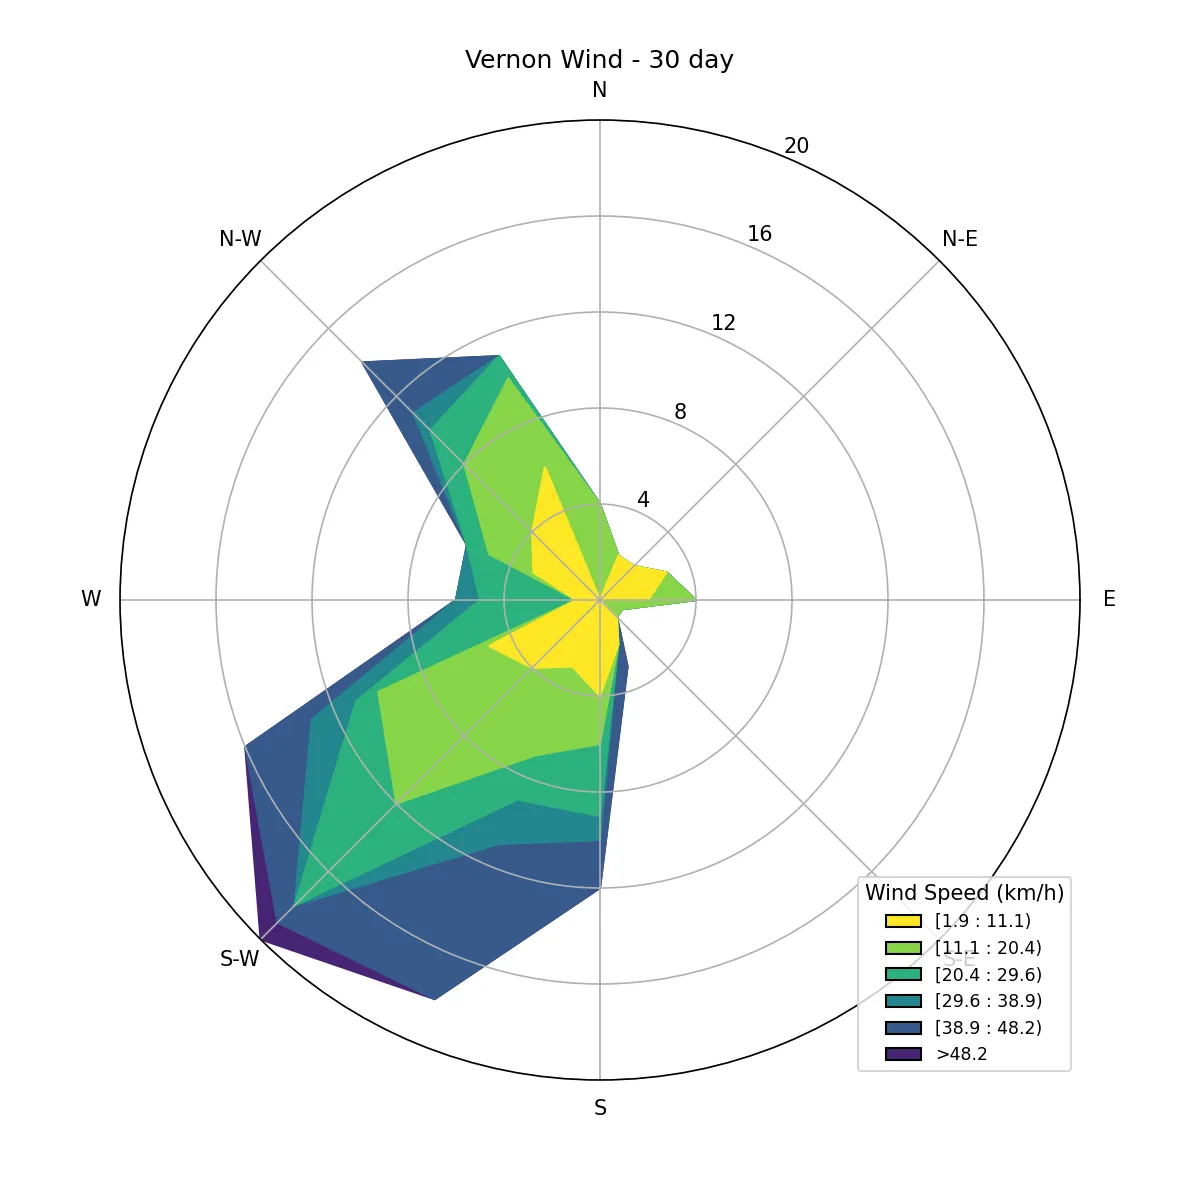 Vernon Wind - 30 day
N
20
16
N-W
N-E
12
8
4
W
E
Wind Speed (km/h)
[1.9 : 11.1)
[11.1 : 20.4)
S-W
S-E
[20.4 : 29.6)
[29.6 : 38.9)
[38.9 : 48.2)
>48.2
S